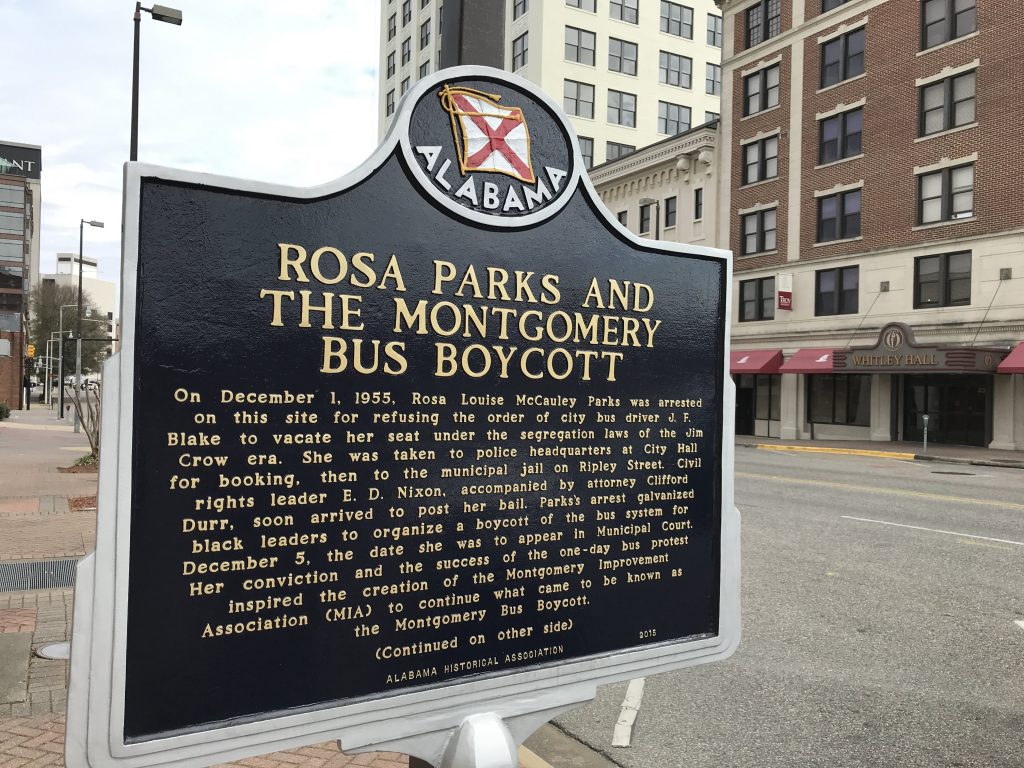 ALABAMA
ROSA PARKS AND
THE MONTGOMERY
BUS BOYCOTT
On December 1, 1955, Rosa Louise McCauley Parks was arrested
on this site for refusing the order of city bus driver J. F.
Blake to vacate her seat under the segregation laws of the Jim
Crow era. She was taken to police headquarters at City Hall
for booking, then to the municipal jail on Ripley Street. Civil
rights leader E. D. Nixon, accompanied by attorney Clifford
Durr, soon arrived to post her bail. Parks's arrest galvanized
black leaders to organize a boycott of the bus system for
December 5, the date she was to appear in Municipal Court.
Her conviction and the success of the one-day bus protest
inspired the creation of the Montgomery Improvement
Association (MIA) to continue what came to be known as
the Montgomery Bus Boycott.
(Continued on other side)
ALABAMA HISTORICAL ASSOCIATION
2015
WHITLEY HALL
TROY